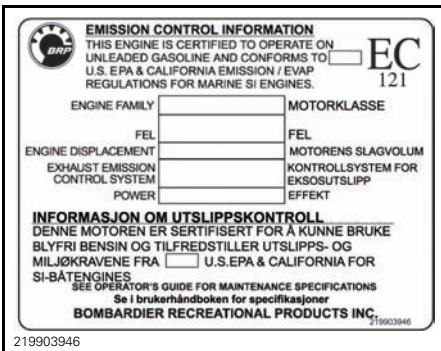 BRP
EMISSION CONTROL INFORMATION
THIS ENGINE IS CERTIFIED TO OPERATE ON
UNLEADED GASOLINE AND CONFORMS TO
U.S. EPA & CALIFORNIA EMISSION / EVAP
REGULATIONS FOR MARINE SI ENGINES.
EC
121
ENGINE FAMILY MOTORKLASSE
FEL FEL
ENGINE DISPLACEMENT MOTORENS SLAGVOLUM
EXHAUST EMISSION KONTROLLSYSTEM FOR
CONTROL SYSTEM EKSOSUTSLIPP
POWER EFFEKT
INFORMASJON OM UTSLIPPSKONTROLL
DENNE MOTOREN ER SERTIFISERT FOR Å KUNNE BRUKE
BLYFRI BENSIN OG TILFREDSTILLER UTSLIPPS- OG
MILJØKRAVENE FRA U.S.EPA & CALIFORNIA FOR
SI-BÅTENGINES
SEE OPERATOR'S GUIDE FOR MAINTENANCE SPECIFICATIONS
Se i brukerhåndboken for specifikasjoner
BOMBARDIER RECREATIONAL PRODUCTS INC.
219903946
219903946